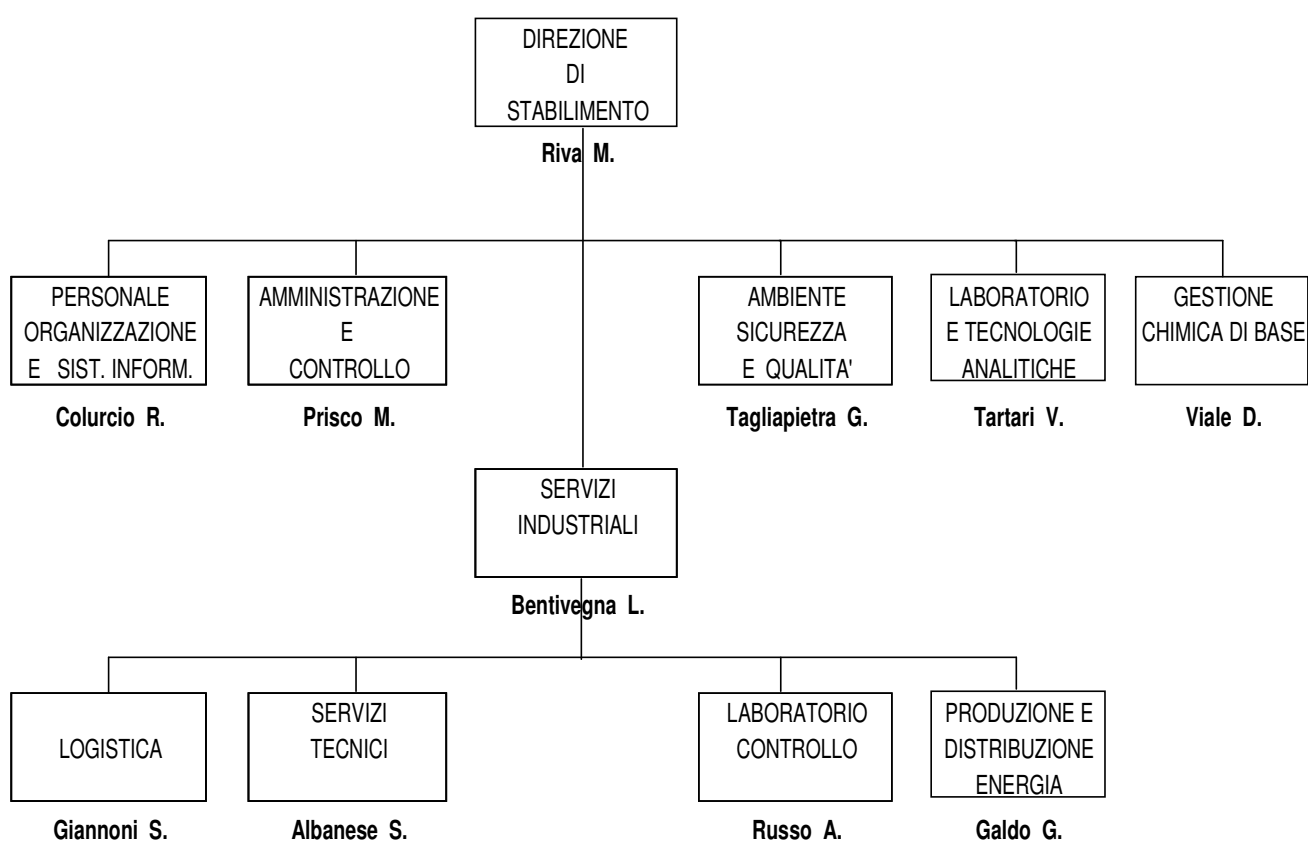 DIREZIONE
DI
STABILIMENTO
Riva M.
PERSONALE
ORGANIZZAZIONE
E SIST. INFORM.
Colurcio R.
AMMINISTRAZIONE
E
CONTROLLO
Prisco M.
AMBIENTE
SICUREZZA
E QUALITA'
Tagliapietra G.
LABORATORIO
E TECNOLOGIE
ANALITICHE
Tartari V.
GESTIONE
CHIMICA DI BASE
Viale D.
SERVIZI
INDUSTRIALI
Bentivegna L.
LOGISTICA
Giannoni S.
SERVIZI
TECNICI
Albanese S.
LABORATORIO
CONTROLLO
Russo A.
PRODUZIONE E
DISTRIBUZIONE
ENERGIA
Galdo G.